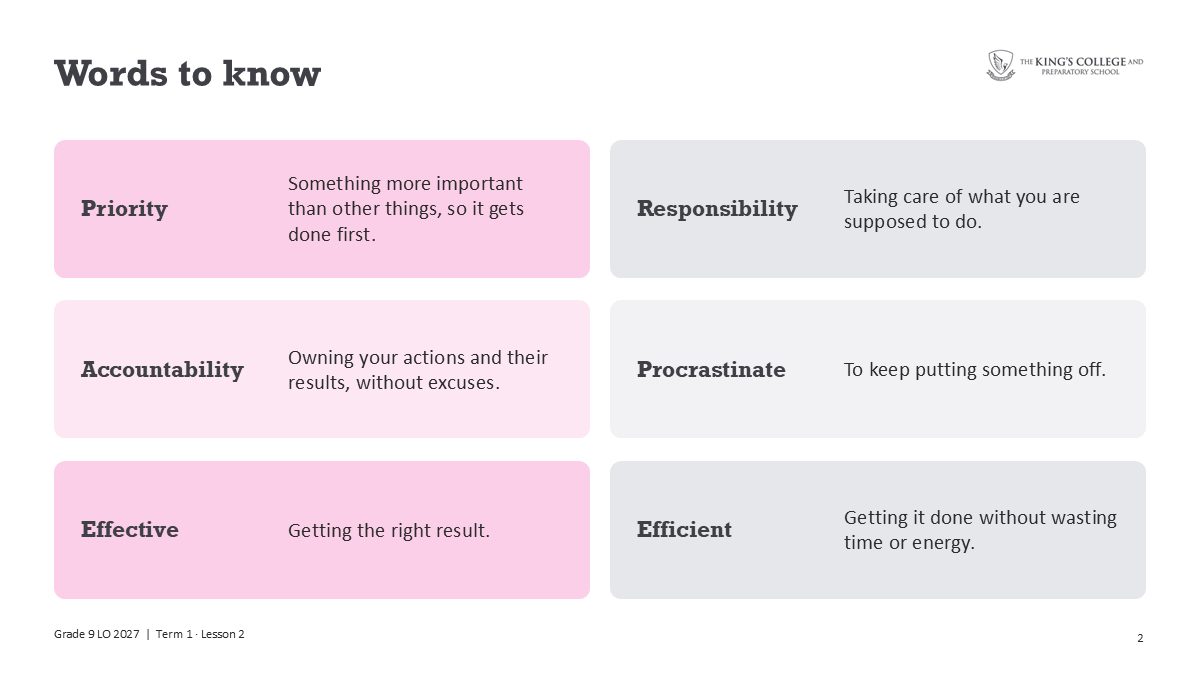 Words to know
THE KING'S COLLEGE AND
PREPARATORY SCHOOL
Priority
Something more important
than other things, so it gets
done first.
Responsibility
Taking care of what you are
supposed to do.
Accountability
Owning your actions and their
results, without excuses.
Procrastinate
To keep putting something off.
Effective
Getting the right result.
Efficient
Getting it done without wasting
time or energy.
Grade 9 LO 2027 | Term 1 · Lesson 2
2